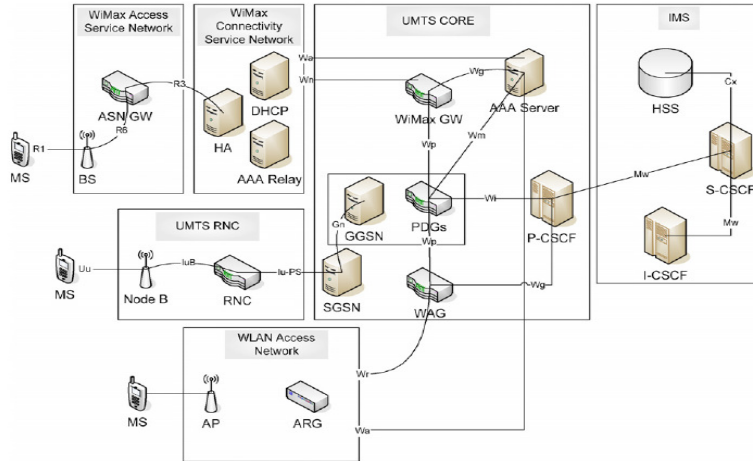 WiMax Access
Service Network
WiMax
Connectivity
Service Network
UMTS CORE
IMS
ASN GW
R3
R6
R1
MS
BS
DHCP
HA
AAA Relay
Wa
Wn
Wg
WiMax GW
AAA Server
Wp
Wm
HSS
Cx
S-CSCF
Mw
Mw
I-CSCF
GGSN
Gn
PDGs
Wi
P-CSCF
Wp
UMTS RNC
MS
Uu
Node B
IuB
RNC
Iu-PS
SGSN
WAG
Wg
WLAN Access
Network
Wr
MS
AP
ARG
Wa